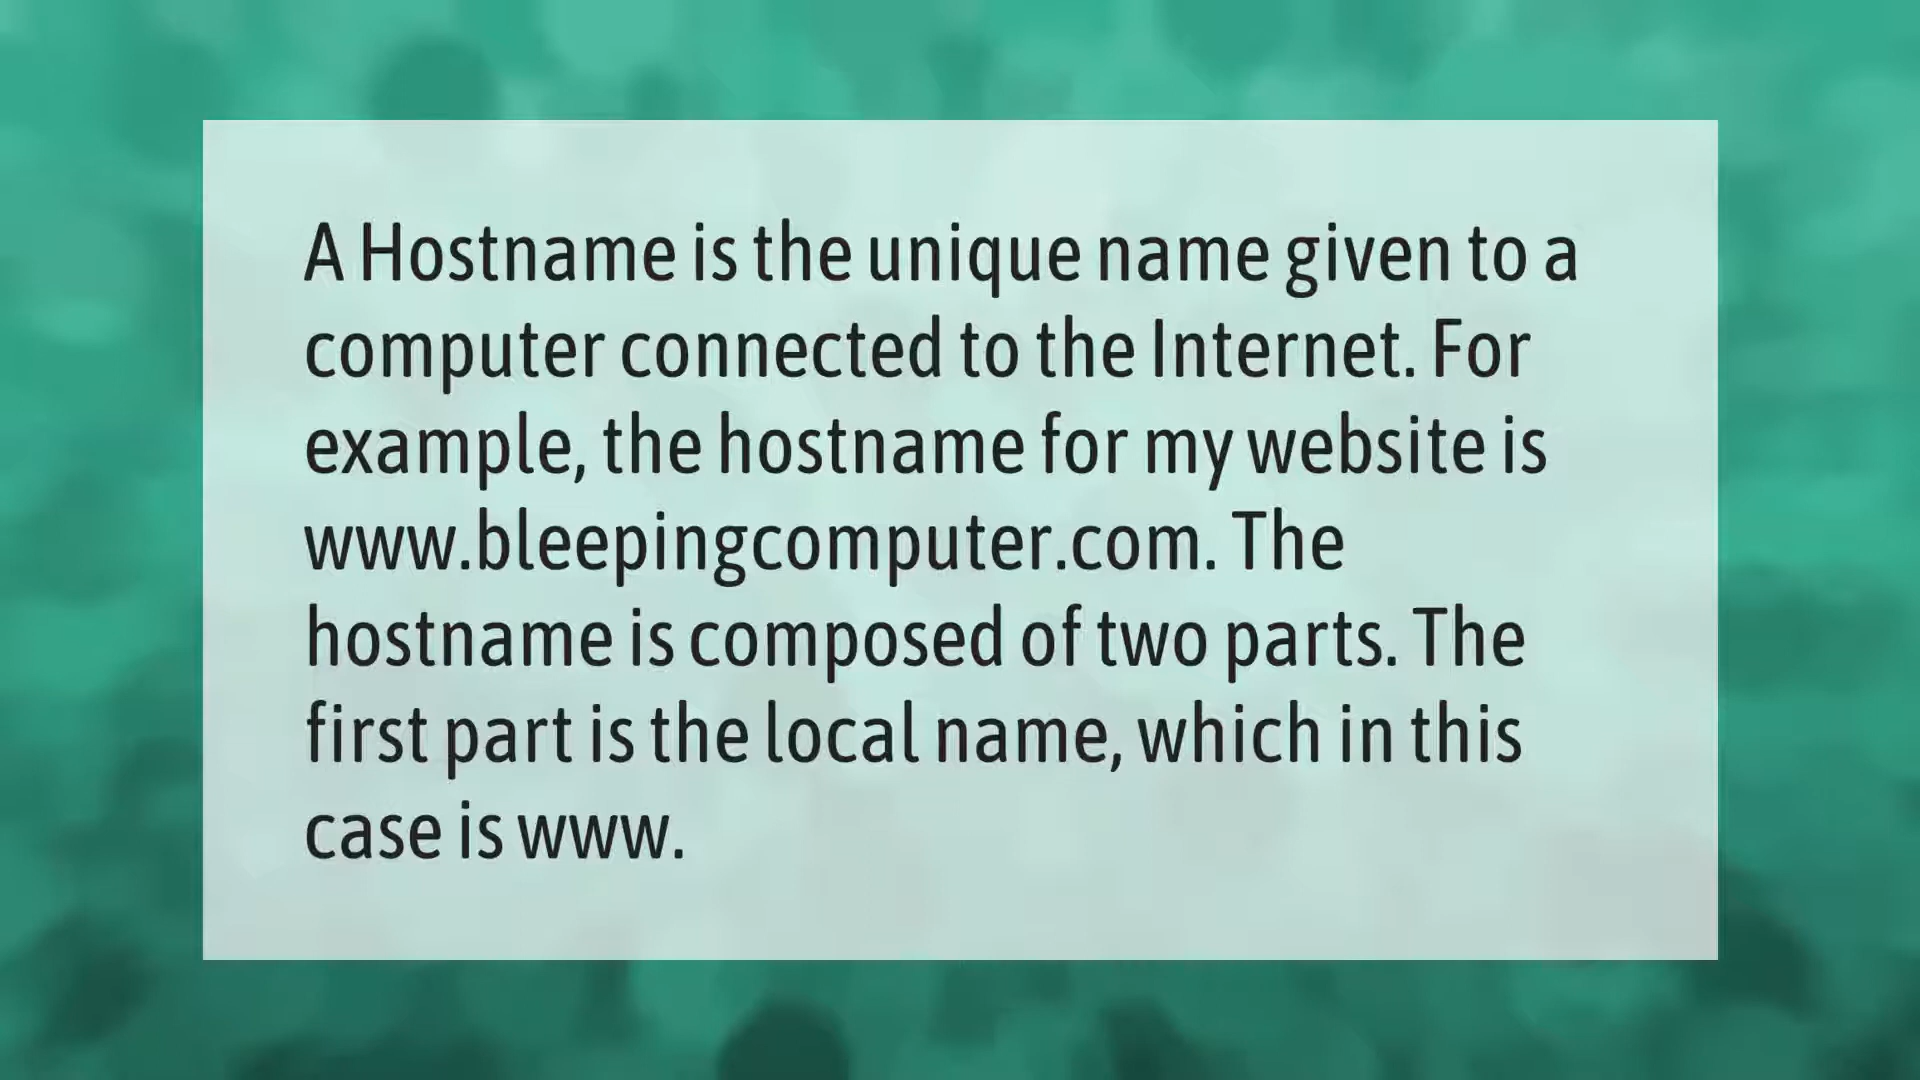 A Hostname is the unique name given to a
computer connected to the Internet. For
example, the hostname for my website is
www.bleepingcomputer.com. The
hostname is composed of two parts. The
first part is the local name, which in this
case is www.